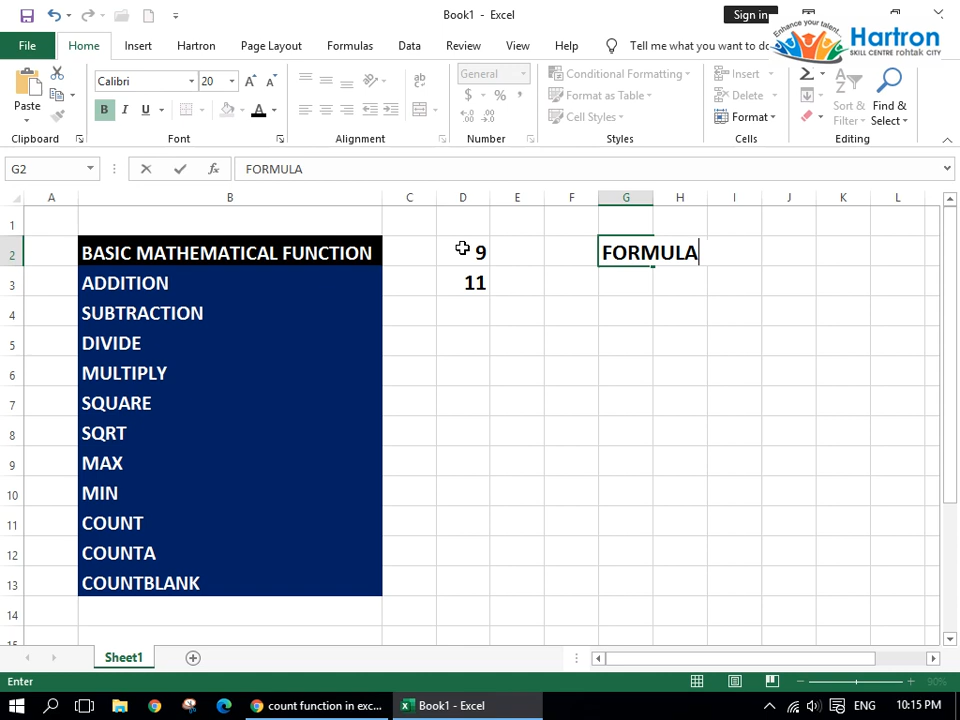 Book1 - Excel
Sign in
Enhance your talent..
Hartron
SKILL CENTRE rohtak city
File Home Insert Hartron Page Layout Formulas Data Review View Help Tell me what you want to do
Paste
Calibri 20
B I U
ab
General
$ % ,
Conditional Formatting
Format as Table
Cell Styles
Insert
Delete
Format
Sort & Filter
Find & Select
Clipboard Font Alignment Number Styles Cells Editing
G2 fx FORMULA
A B C D E F G H I J K L
1
2 BASIC MATHEMATICAL FUNCTION 9 FORMULA
3 ADDITION 11
4 SUBTRACTION
5 DIVIDE
6 MULTIPLY
7 SQUARE
8 SQRT
9 MAX
10 MIN
11 COUNT
12 COUNTA
13 COUNTBLANK
14
15
Sheet1
Enter
90%
count function in exc...
Book1 - Excel
ENG
10:15 PM